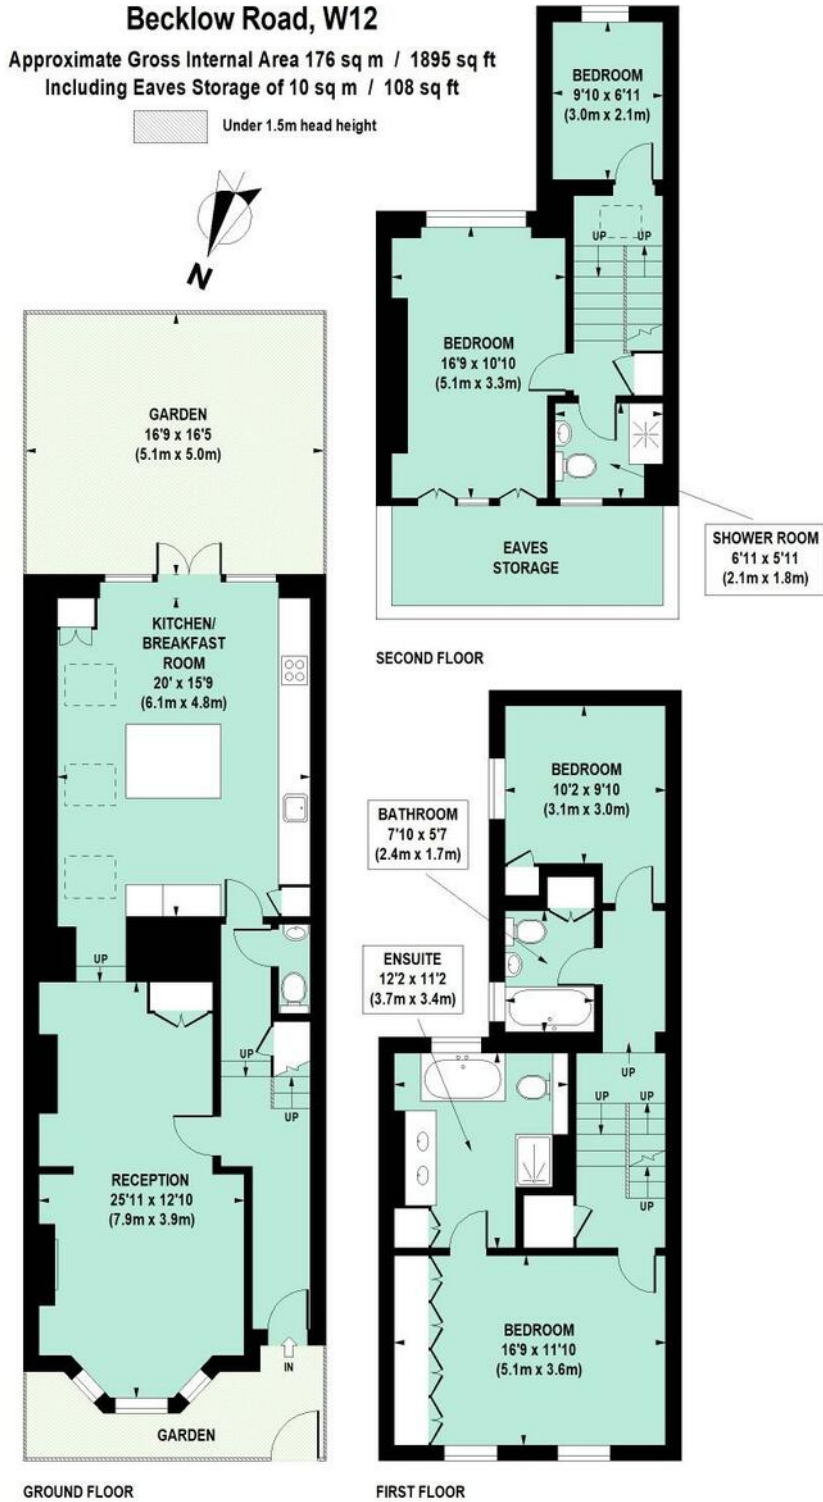 Becklow Road, W12
Approximate Gross Internal Area 176 sq m / 1895 sq ft
Including Eaves Storage of 10 sq m / 108 sq ft
Under 1.5m head height
N
GARDEN
16'9 x 16'5
(5.1m x 5.0m)
KITCHEN/
BREAKFAST
ROOM
20' x 15'9
(6.1m x 4.8m)
UP
UP
UP
RECEPTION
25'11 x 12'10
(7.9m x 3.9m)
IN
GARDEN
GROUND FLOOR
BEDROOM
9'10 x 6'11
(3.0m x 2.1m)
UP
UP
BEDROOM
16'9 x 10'10
(5.1m x 3.3m)
SHOWER ROOM
6'11 x 5'11
(2.1m x 1.8m)
EAVES
STORAGE
SECOND FLOOR
BEDROOM
10'2 x 9'10
(3.1m x 3.0m)
BATHROOM
7'10 x 5'7
(2.4m x 1.7m)
ENSUITE
12'2 x 11'2
(3.7m x 3.4m)
UP
UP
UP
UP
BEDROOM
16'9 x 11'10
(5.1m x 3.6m)
FIRST FLOOR